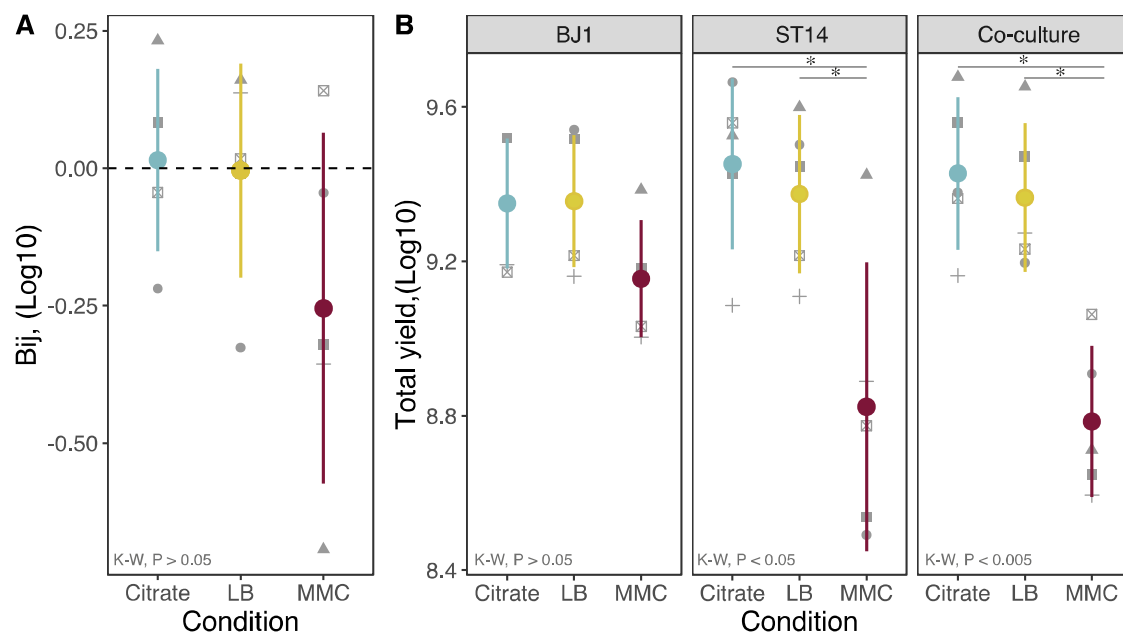 A
Bij, (Log10)
0.25
0.00
-0.25
-0.50
K-W, P > 0.05
Citrate LB MMC
Condition
B
Total yield,(Log10)
9.6
9.2
8.8
8.4
BJ1 ST14 Co-culture
* *
* *
K-W, P > 0.05 K-W, P < 0.05 K-W, P < 0.005
Citrate LB MMC Citrate LB MMC Citrate LB MMC
Condition